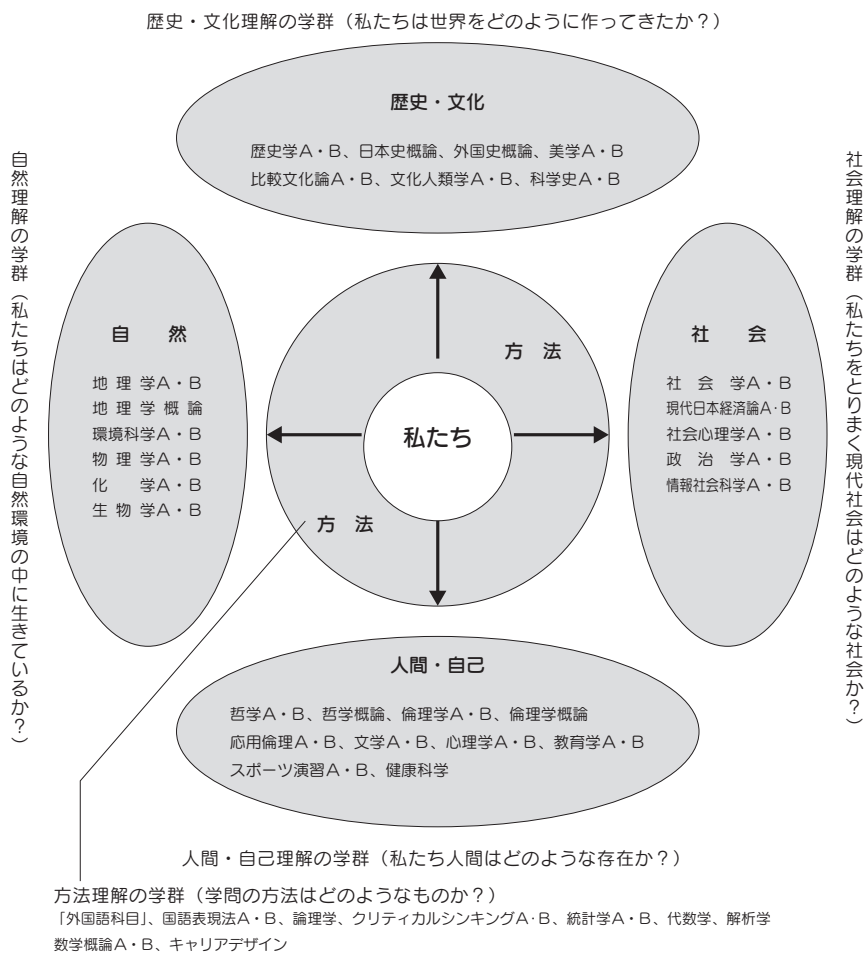 歴史・文化理解の学群（私たちは世界をどのように作ってきたか？）
歴史・文化
歴史学A・B、日本史概論、外国史概論、美学A・B
比較文化論A・B、文化人類学A・B、科学史A・B
自然理解の学群（私たちはどのような自然環境の中に生きているか？）
自　然
地理学A・B
地理学概論
環境科学A・B
物理学A・B
化　学A・B
生物学A・B
方　法
私たち
方　法
社　会
社会学A・B
現代日本経済論A・B
社会心理学A・B
政治学A・B
情報社会科学A・B
社会理解の学群（私たちをとりまく現代社会はどのような社会か？）
人間・自己
哲学A・B、哲学概論、倫理学A・B、倫理学概論
応用倫理A・B、文学A・B、心理学A・B、教育学A・B
スポーツ演習A・B、健康科学
人間・自己理解の学群（私たち人間はどのような存在か？）
方法理解の学群（学問の方法はどのようなものか？）
「外国語科目」、国語表現法A・B、論理学、クリティカルシンキングA・B、統計学A・B、代数学、解析学
数学概論A・B、キャリアデザイン